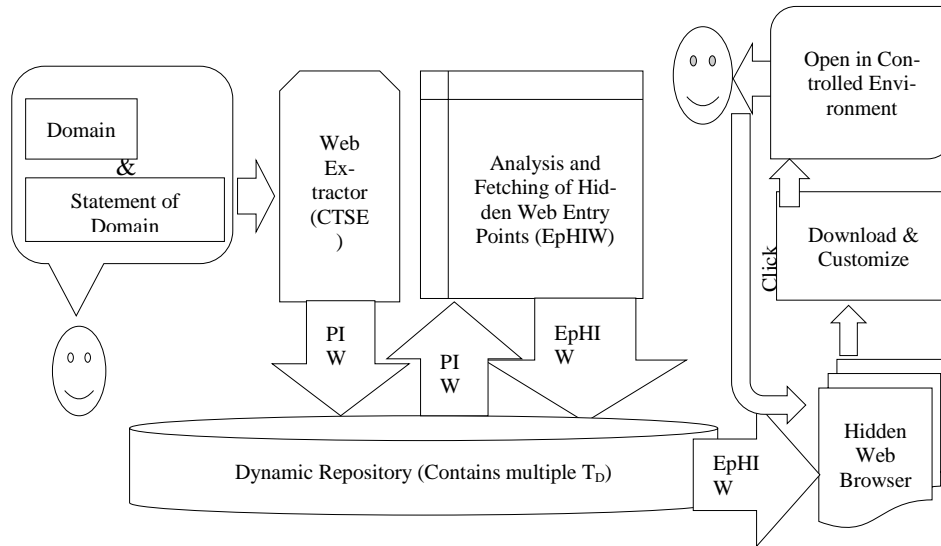 Domain
&
Statement of
Domain
Web
Ex-
tractor
(CTSE
)
Analysis and
Fetching of Hid-
den Web Entry
Points (EpHIW)
Open in Con-
trolled Envi-
ronment
Click
Download &
Customize
PI
W
PI
W
EpHI
W
Dynamic Repository (Contains multiple T_D)
EpHI
W
Hidden
Web
Browser